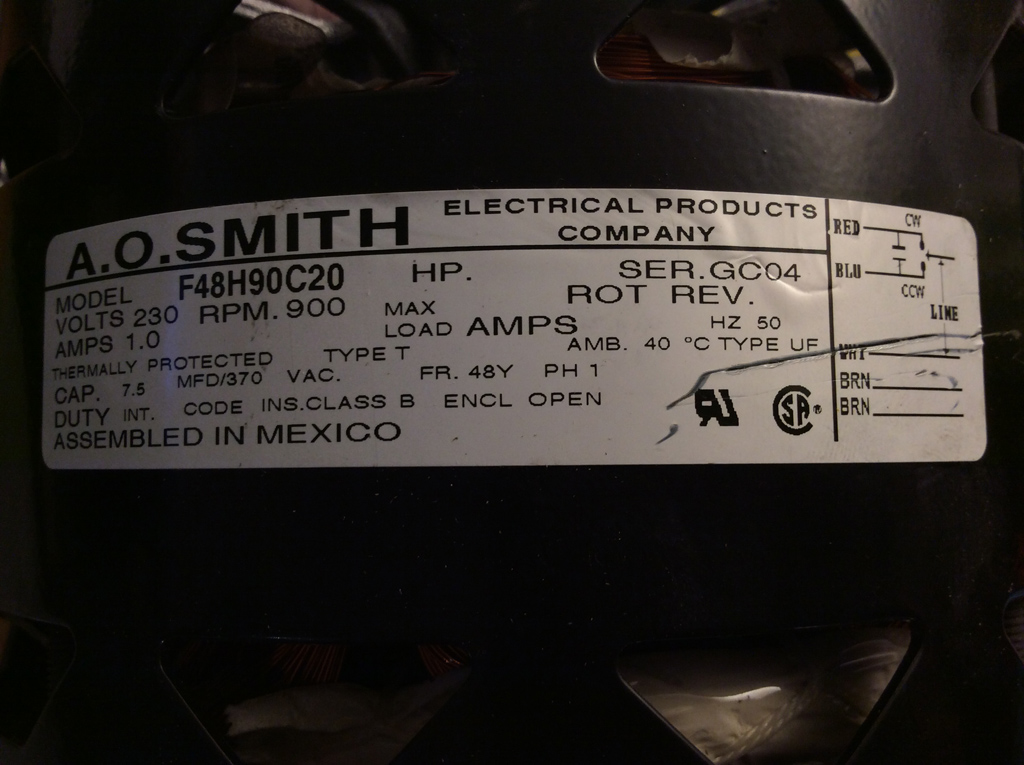 A.O.SMITH ELECTRICAL PRODUCTS COMPANY
MODEL F48H90C20 HP. SER.GC04
VOLTS 230 RPM. 900 MAX LOAD AMPS ROT REV.
AMPS 1.0 HZ 50
THERMALLY PROTECTED TYPE T AMB. 40 °C TYPE UF
CAP. 7.5 MFD/370 VAC. FR. 48Y PH 1
DUTY INT. CODE INS.CLASS B ENCL OPEN
ASSEMBLED IN MEXICO
SA®
RED CW
BLU CCW
LINE
WHT
BRN
BRN